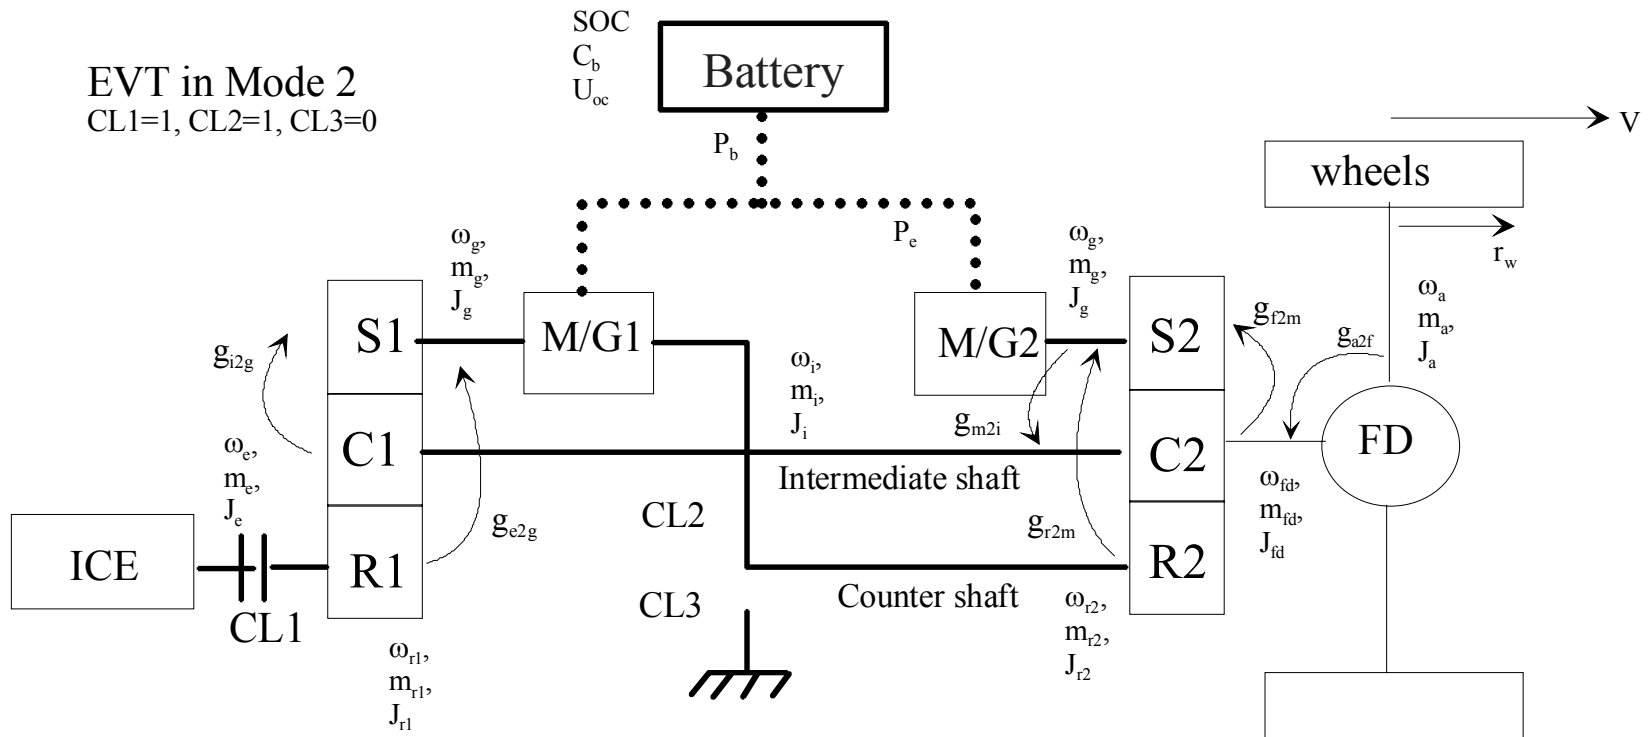 EVT in Mode 2
CL1=1, CL2=1, CL3=0
SOC
C_b
U_oc
Battery
P_b
P_e
V
wheels
r_w
ω_g,
m_g,
J_g
ω_g,
m_g,
J_g
ω_a
m_a,
J_a
g_i2g
S1
M/G1
M/G2
S2
g_f2m
g_a2f
ω_i,
m_i,
J_i
g_m2i
ω_e,
m_e,
J_e
C1
Intermediate shaft
C2
FD
ω_fd,
m_fd,
J_fd
g_e2g
CL2
g_r2m
ICE
CL1
R1
Counter shaft
R2
CL3
ω_r1,
m_r1,
J_r1
ω_r2,
m_r2,
J_r2